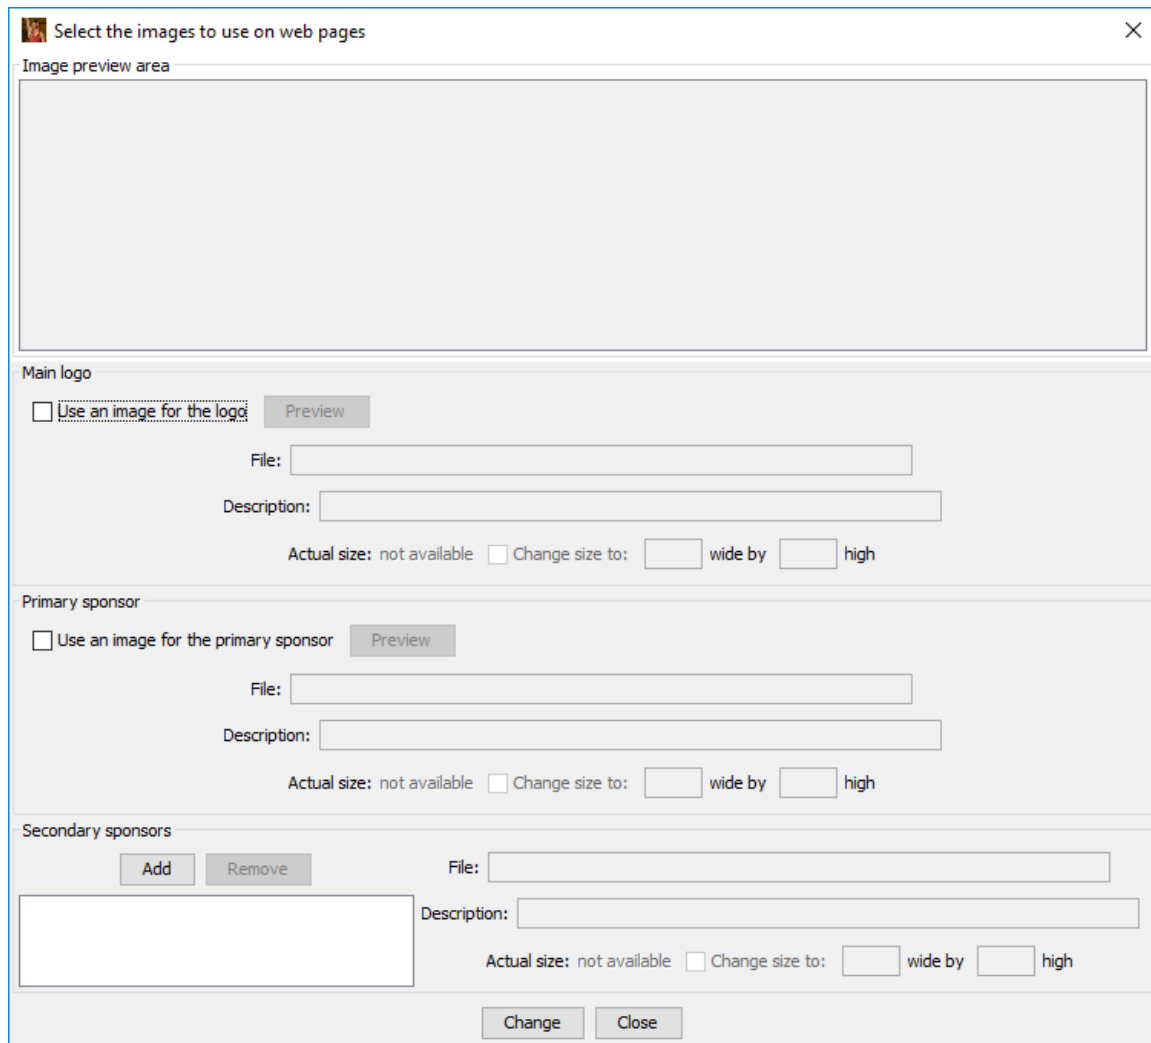 Select the images to use on web pages
Image preview area
Main logo
Use an image for the logo Preview
File:
Description:
Actual size: not available Change size to: wide by high
Primary sponsor
Use an image for the primary sponsor Preview
File:
Description:
Actual size: not available Change size to: wide by high
Secondary sponsors
Add Remove File:
Description:
Actual size: not available Change size to: wide by high
Change Close